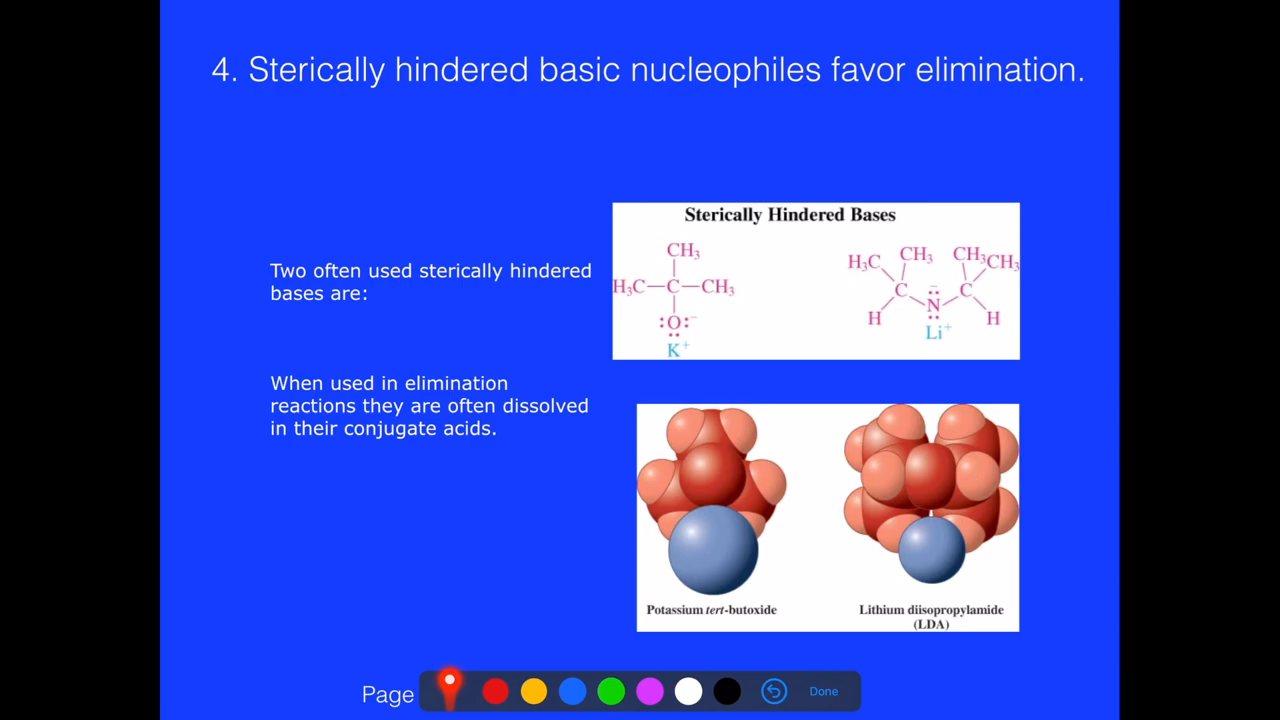 4. Sterically hindered basic nucleophiles favor elimination.
Two often used sterically hindered
bases are:
When used in elimination
reactions they are often dissolved
in their conjugate acids.
Sterically Hindered Bases
CH₃
H₃C—C—CH₃
:O:⁻
K⁺
H₃C CH₃ CH₃ CH₃
C N⁻ C
H H
Li⁺
Potassium tert-butoxide
Lithium diisopropylamide
(LDA)
Page
Done